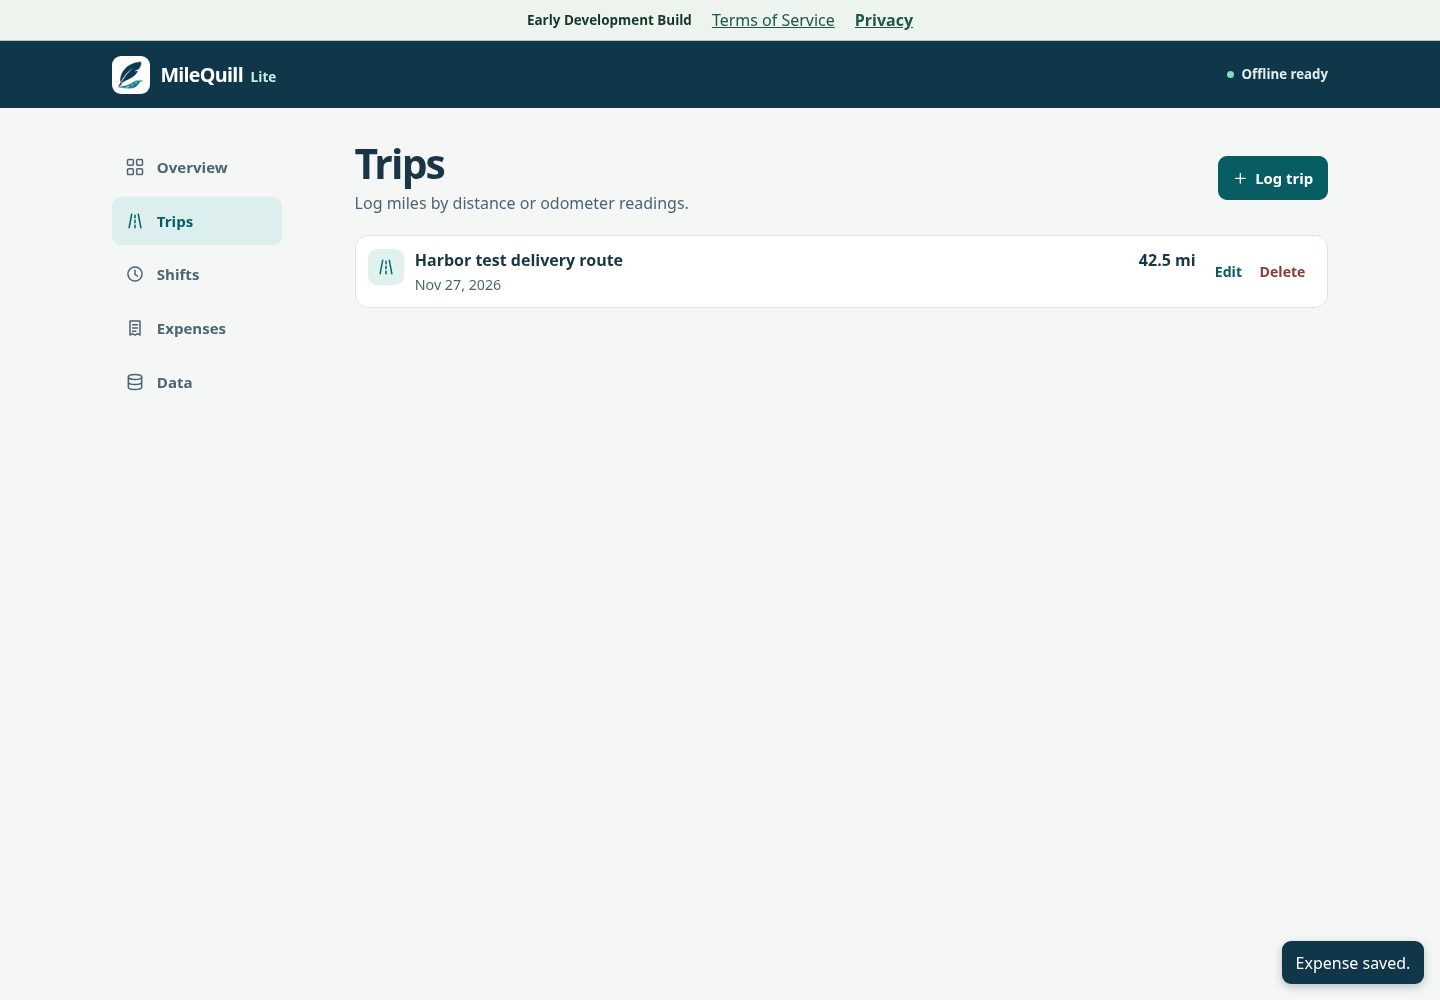 Early Development Build Terms of Service Privacy
MileQuill Lite
Offline ready
Overview
Trips
Shifts
Expenses
Data
Trips
Log miles by distance or odometer readings.
+ Log trip
Harbor test delivery route
Nov 27, 2026
42.5 mi
Edit Delete
Expense saved.